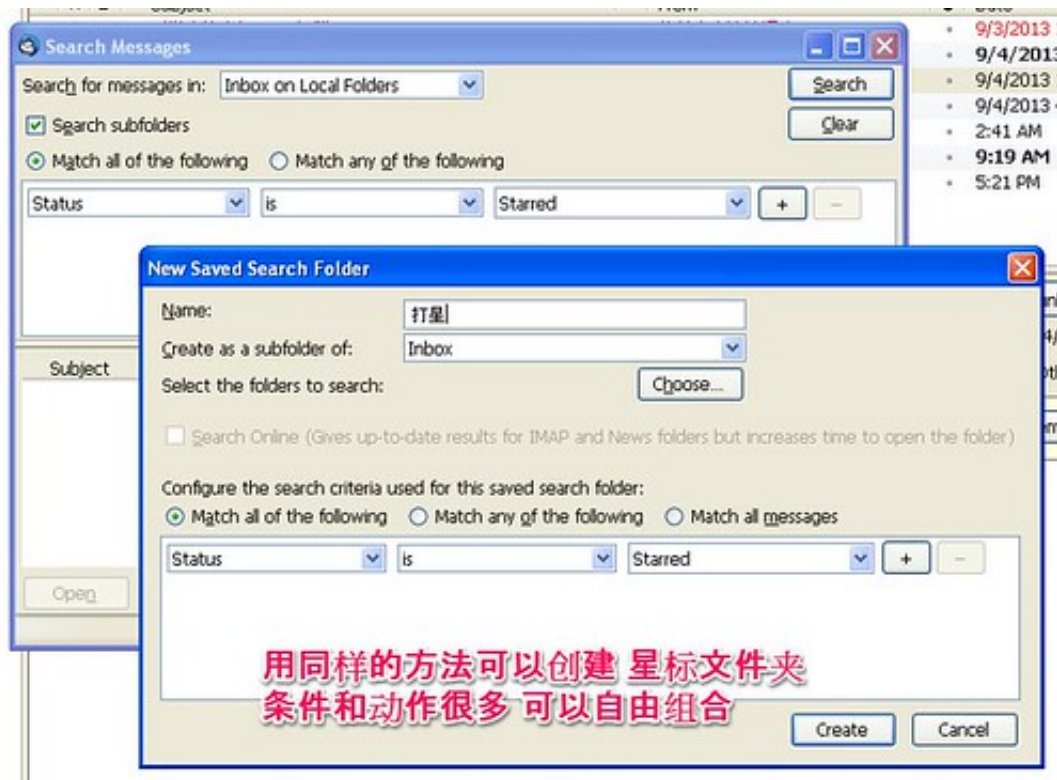 Subject
Date
9/3/2013
Search Messages
9/4/2013
Search for messages in: Inbox on Local Folders Search
9/4/2013
9/4/2013
Search subfolders Clear
2:41 AM
Match all of the following Match any of the following
9:19 AM
5:21 PM
Status is Starred + -
New Saved Search Folder
Name: 打星
Create as a subfolder of: Inbox
Subject
Select the folders to search: Choose...
Search Online (Gives up-to-date results for IMAP and News folders but increases time to open the folder)
Configure the search criteria used for this saved search folder:
Match all of the following Match any of the following Match all messages
Status is Starred + -
Open
用同样的方法可以创建 星标文件夹
条件和动作很多 可以自由组合
Create Cancel